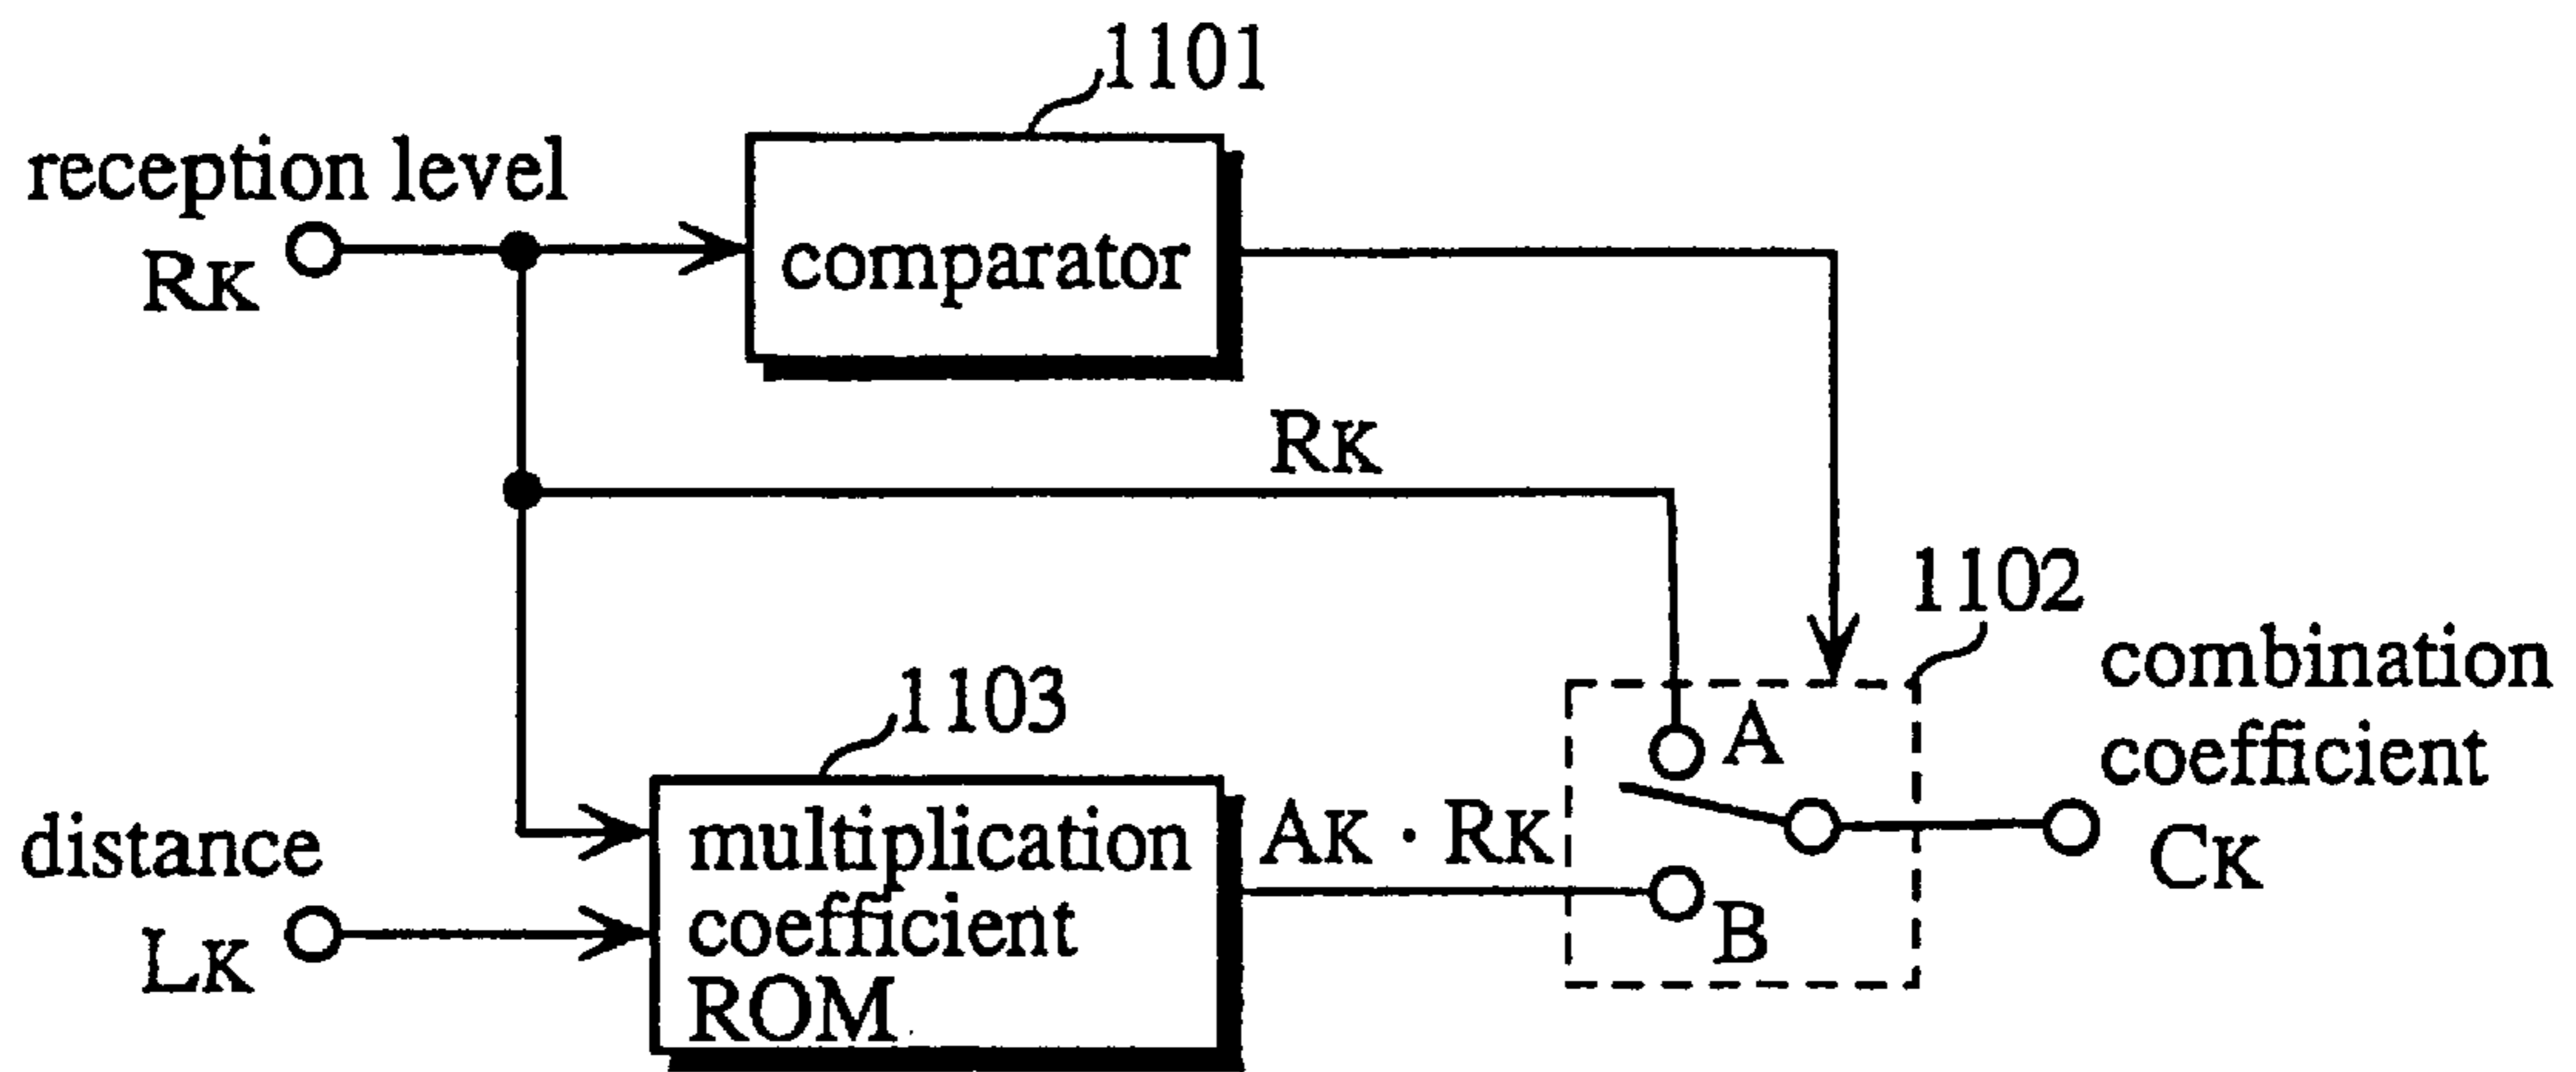 1101
reception level
RK
comparator
RK
1102
combination
coefficient
CK
1103
A
distance
LK
multiplication
coefficient
ROM
AK · RK
B